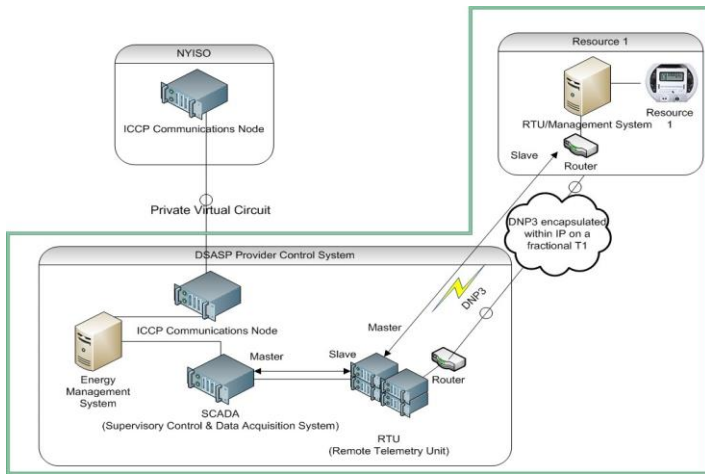 NYISO
ICCP Communications Node
Private Virtual Circuit
Resource 1
RTU/Management System
Resource
1
Slave
Router
DNP3 encapsulated
within IP on a
fractional T1
DSASP Provider Control System
ICCP Communications Node
Energy
Management
System
Master
Slave
SCADA
(Supervisory Control & Data Acquisition System)
Master
DNP3
Router
RTU
(Remote Telemetry Unit)